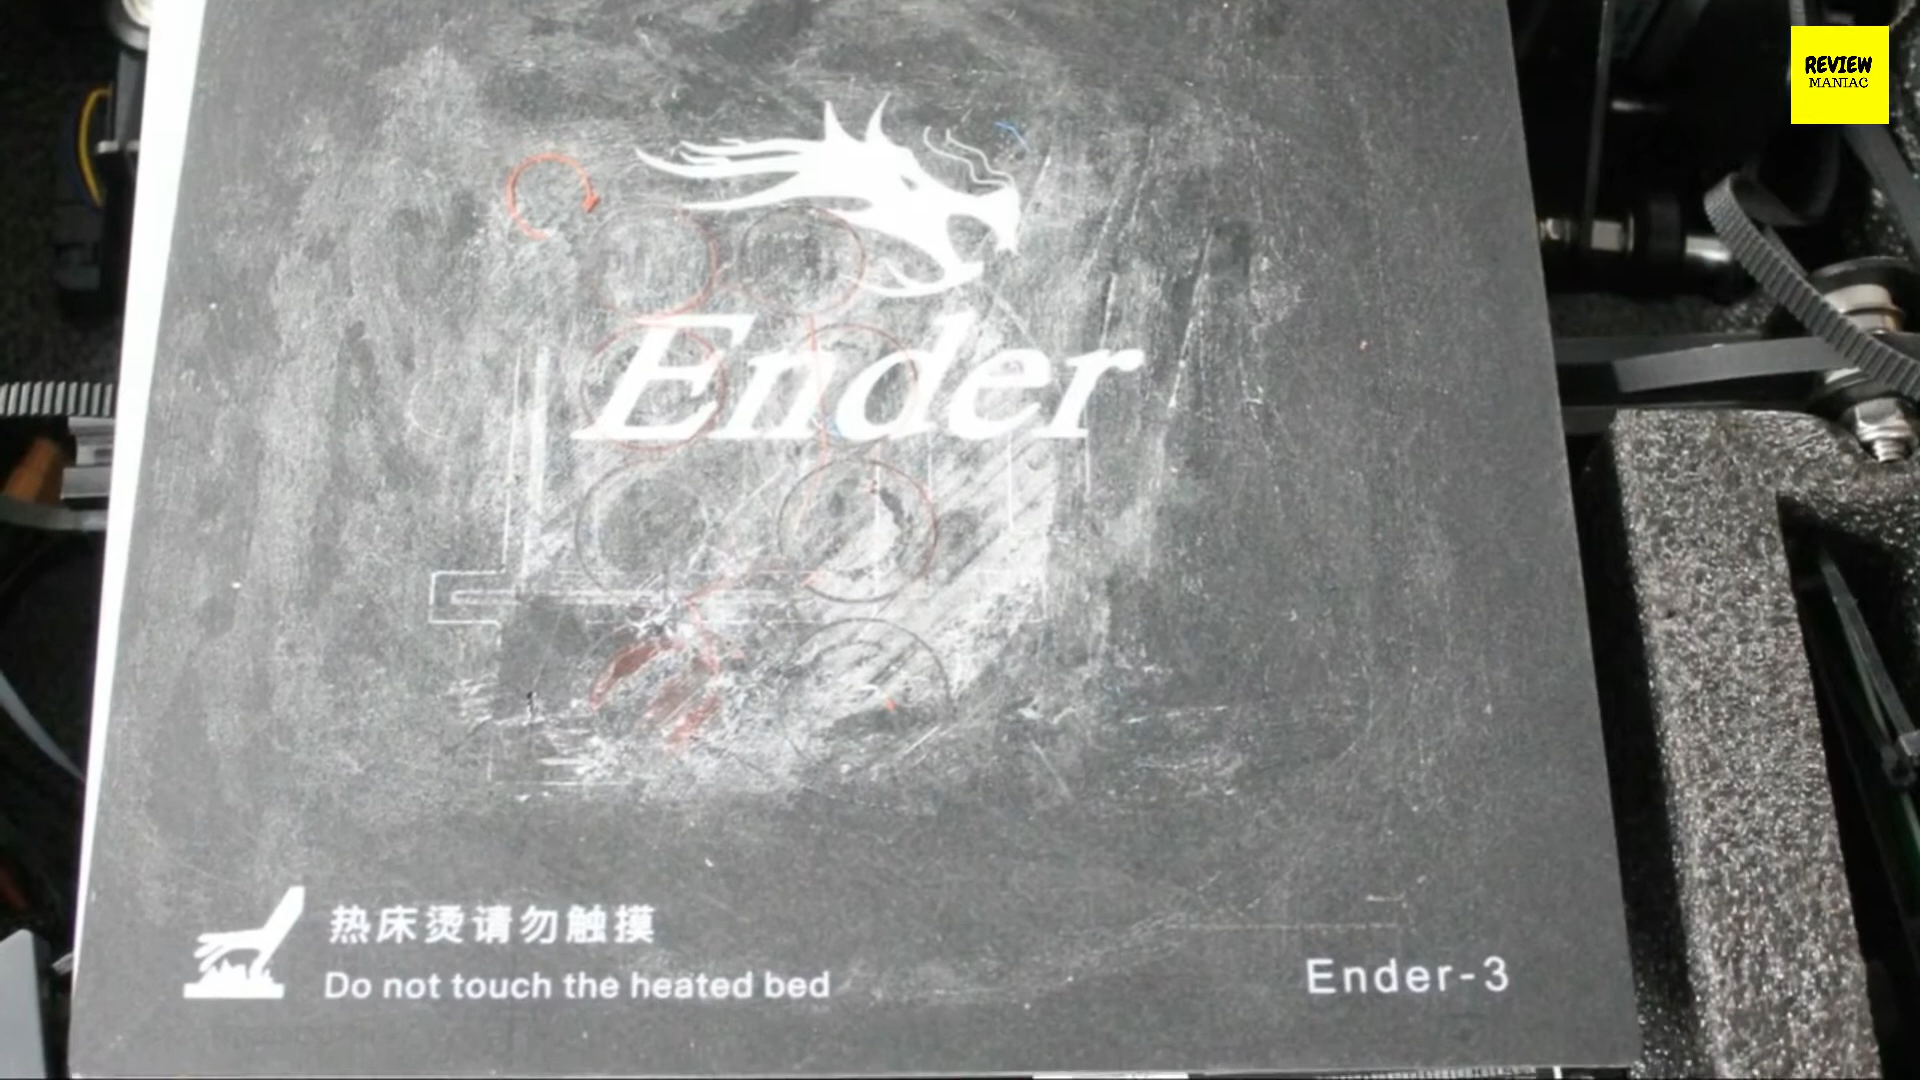 REVIEW
MANIAC
Ender
热床烫请勿触摸
Do not touch the heated bed
Ender-3